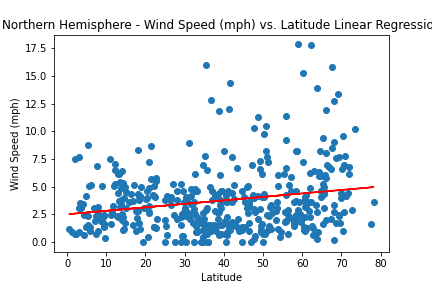 Northern Hemisphere - Wind Speed (mph) vs. Latitude Linear Regressio
17.5
15.0
12.5
10.0
7.5
5.0
2.5
0.0
Wind Speed (mph)
0 10 20 30 40 50 60 70 80
Latitude